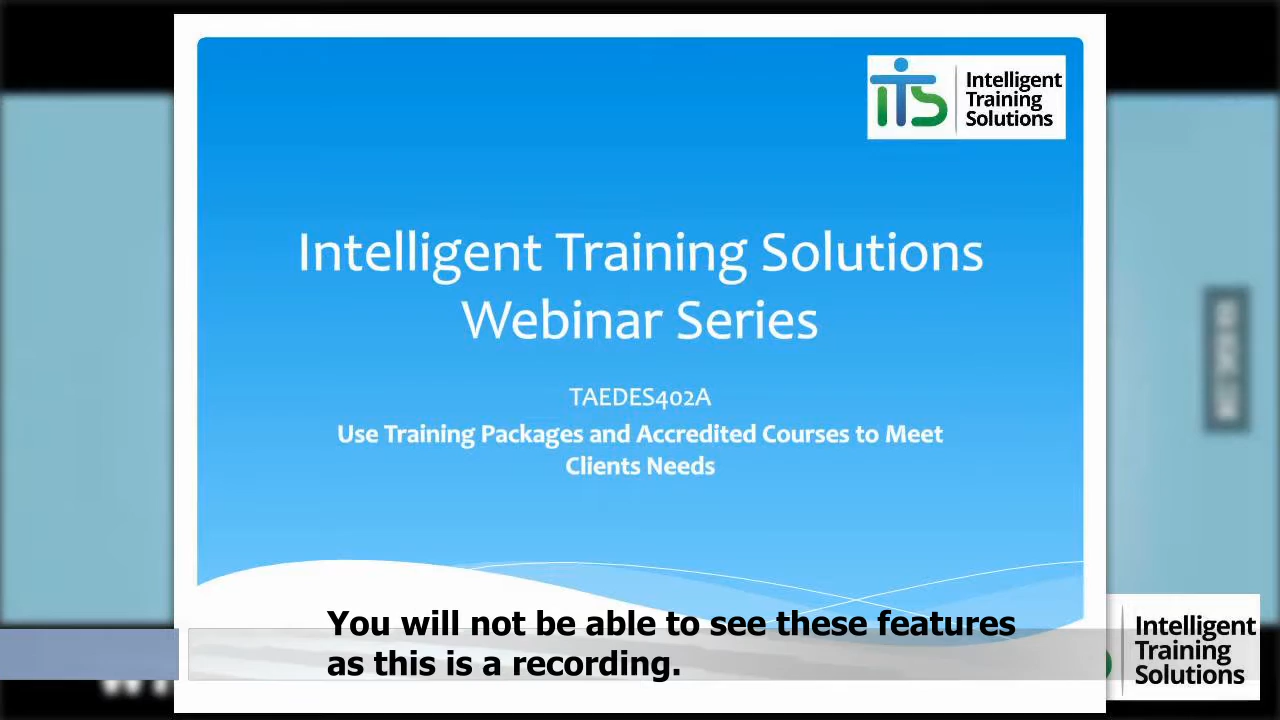 iTS
Intelligent
Training
Solutions
Intelligent Training Solutions
Webinar Series
TAEDES402A
Use Training Packages and Accredited Courses to Meet
Clients Needs
You will not be able to see these features
as this is a recording.
Intelligent
Training
Solutions